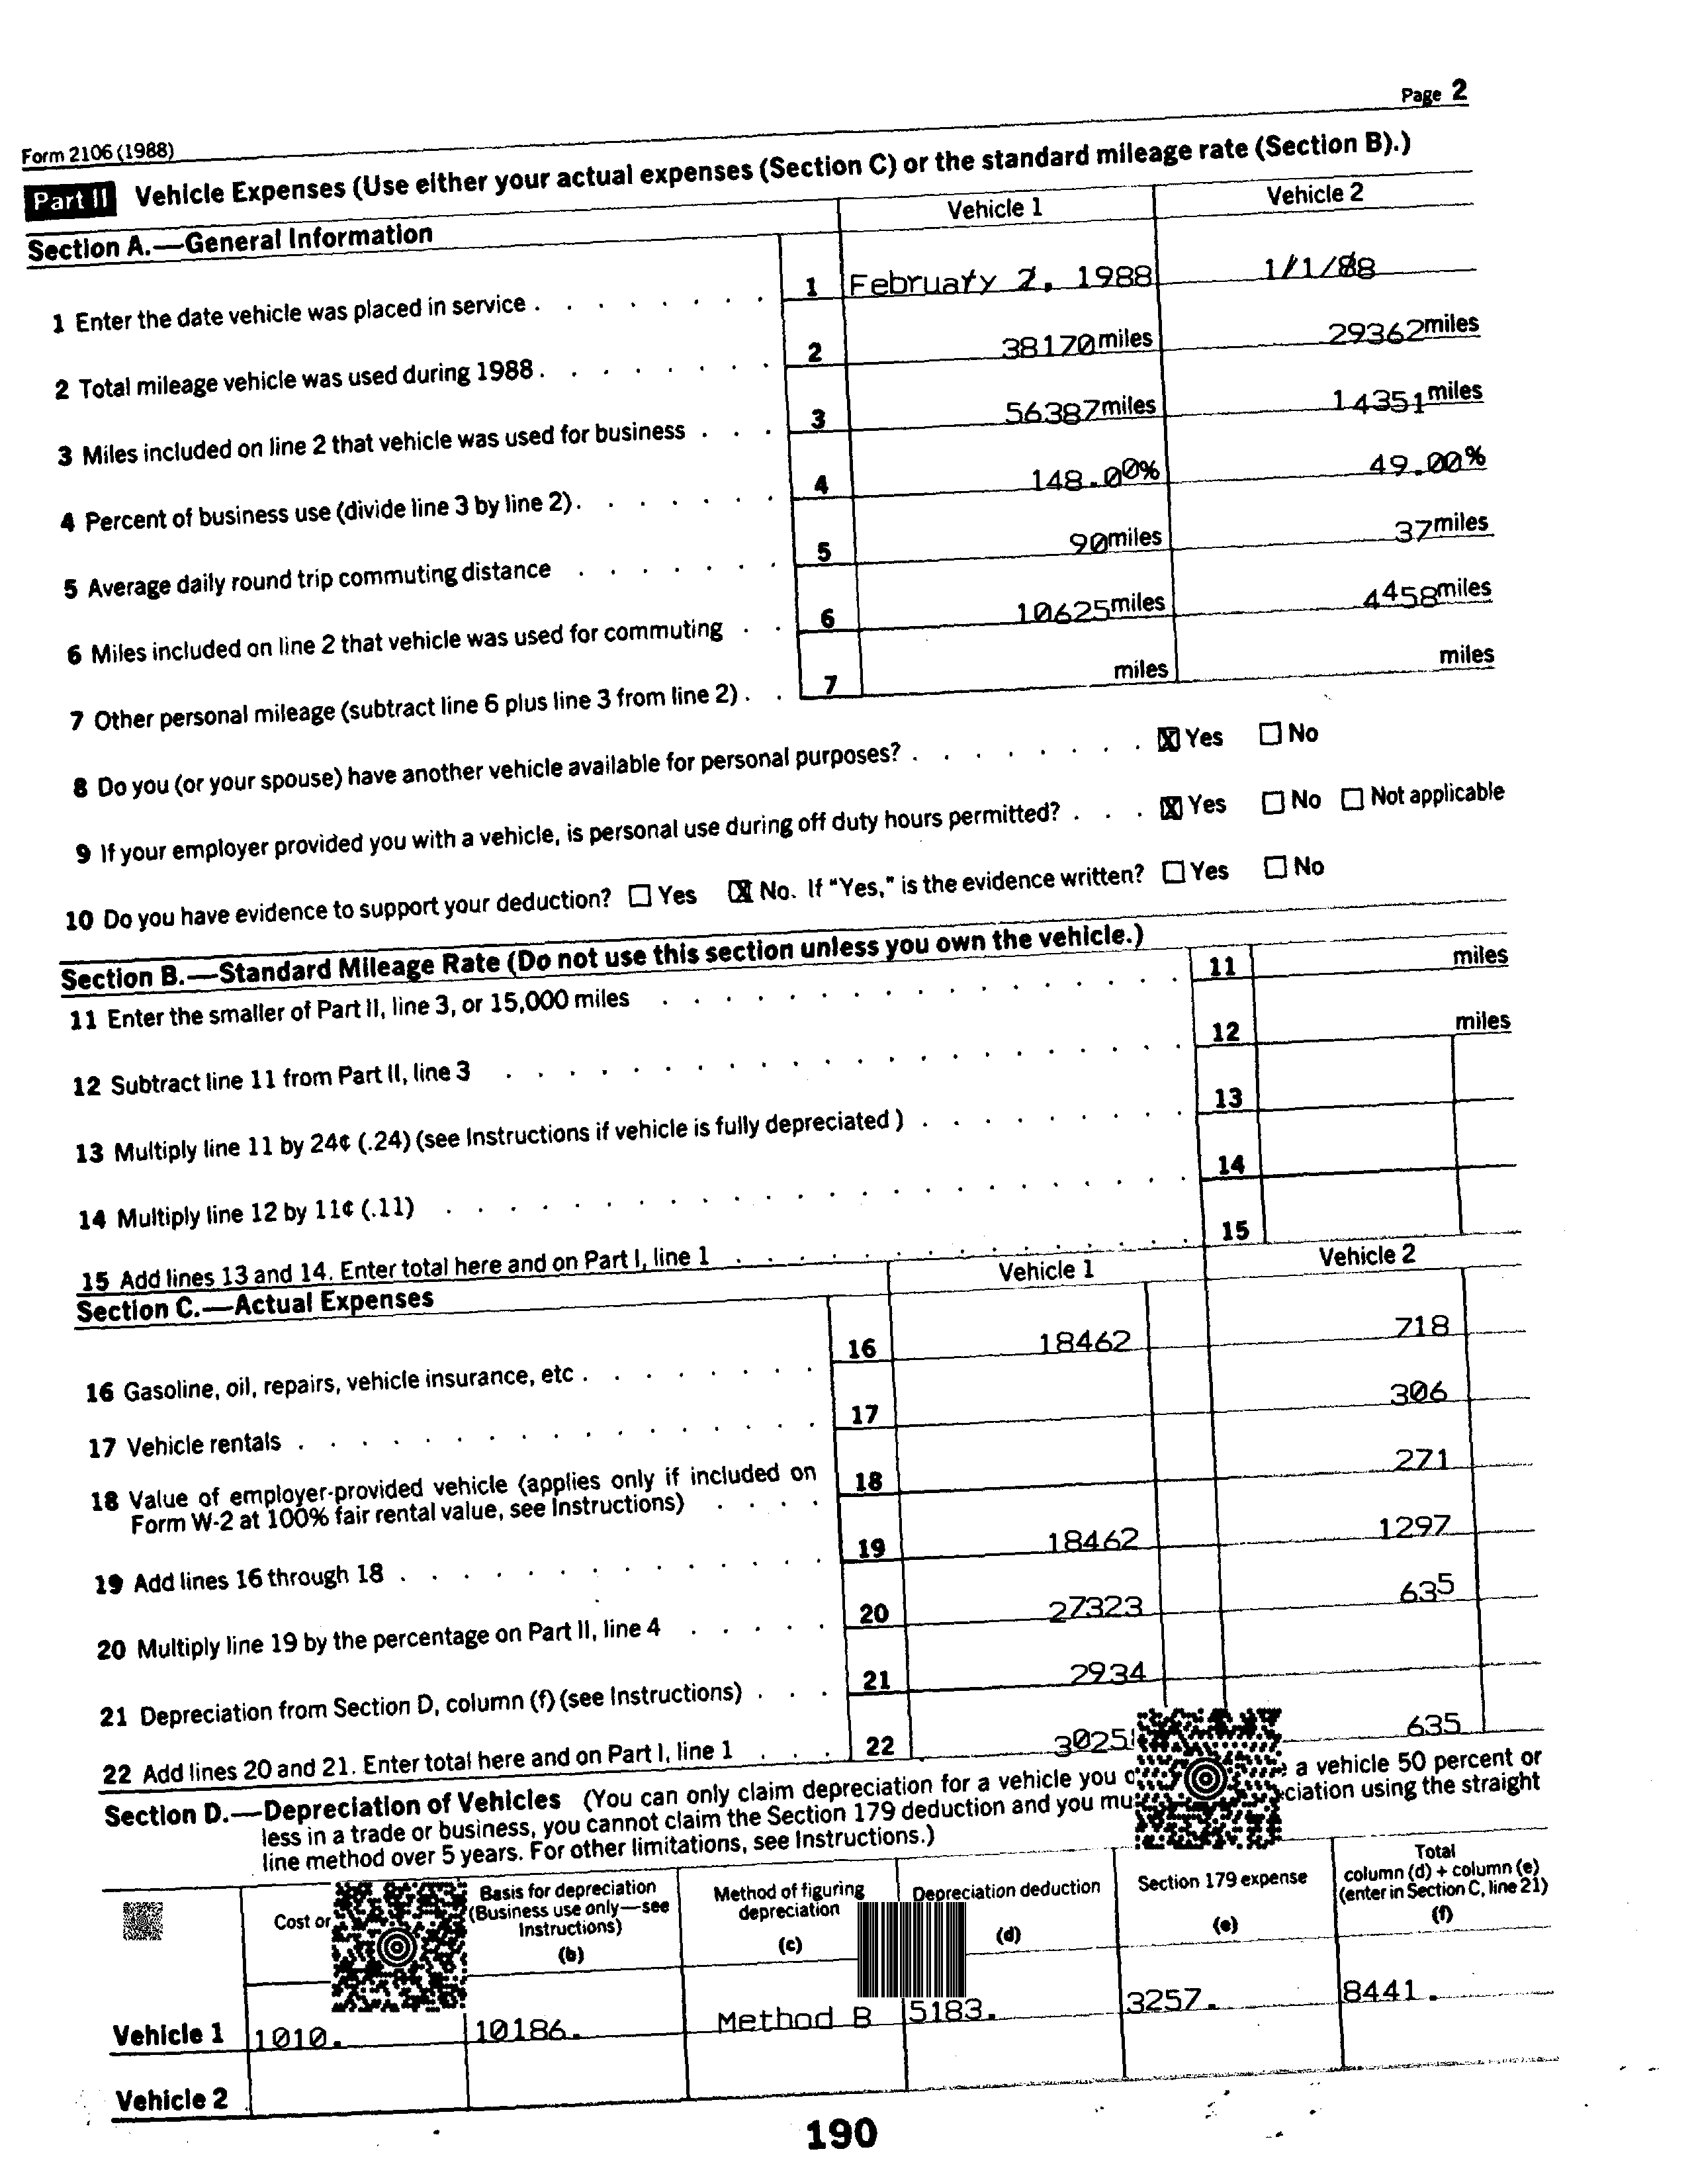 Page 2
Form 2106 (1988)
Part II Vehicle Expenses (Use either your actual expenses (Section C) or the standard mileage rate (Section B).)
Section A.—General Information Vehicle 1 Vehicle 2
1 Enter the date vehicle was placed in service . . . . . . . . 1 February 2, 1988 1/1/88
2 Total mileage vehicle was used during 1988 . . . . . . . . 2 38170 miles 29362 miles
3 Miles included on line 2 that vehicle was used for business . . . 3 56387 miles 14351 miles
4 Percent of business use (divide line 3 by line 2) . . . . . . . 4 148.00% 49.00%
5 Average daily round trip commuting distance . . . . . . . 5 90 miles 37 miles
6 Miles included on line 2 that vehicle was used for commuting . . 6 10625 miles 4458 miles
7 Other personal mileage (subtract line 6 plus line 3 from line 2) . . 7 miles miles
8 Do you (or your spouse) have another vehicle available for personal purposes? . . . . . . . . ☒ Yes ☐ No
9 If your employer provided you with a vehicle, is personal use during off duty hours permitted? . . . ☒ Yes ☐ No ☐ Not applicable
10 Do you have evidence to support your deduction? ☐ Yes ☒ No. If "Yes," is the evidence written? ☐ Yes ☐ No
Section B.—Standard Mileage Rate (Do not use this section unless you own the vehicle.)
11 Enter the smaller of Part II, line 3, or 15,000 miles . . . . . . . . . . . . . . . . . 11 miles
12 Subtract line 11 from Part II, line 3 . . . . . . . . . . . . . . . . . . . . . . 12 miles
13 Multiply line 11 by 24¢ (.24) (see Instructions if vehicle is fully depreciated ) . . . . . . . . . 13
14 Multiply line 12 by 11¢ (.11) . . . . . . . . . . . . . . . . . . . . . . . . 14
15 Add lines 13 and 14. Enter total here and on Part I, line 1 . . . . . . . . . . . . . . . 15
Section C.—Actual Expenses Vehicle 1 Vehicle 2
16 Gasoline, oil, repairs, vehicle insurance, etc . . . . . . . . 16 18462 718
17 Vehicle rentals . . . . . . . . . . . . . . . . . 17 306
18 Value of employer-provided vehicle (applies only if included on
Form W-2 at 100% fair rental value, see Instructions) . . . . 18 271
19 Add lines 16 through 18 . . . . . . . . . . . . . . 19 18462 1297
20 Multiply line 19 by the percentage on Part II, line 4 . . . . . 20 27323 635
21 Depreciation from Section D, column (f) (see Instructions) . . . 21 2934
22 Add lines 20 and 21. Enter total here and on Part I, line 1 . . . 22 3025 635
Section D.—Depreciation of Vehicles (You can only claim depreciation for a vehicle you a vehicle 50 percent or
less in a trade or business, you cannot claim the Section 179 deduction and you using the straight
line method over 5 years. For other limitations, see Instructions.)
Cost or
Basis for depreciation
(Business use only—see
Instructions)
(b)
Method of figuring
depreciation
(c)
Depreciation deduction
(d)
Section 179 expense
(e)
Total
column (d) + column (e)
(enter in Section C, line 21)
(f)
Vehicle 1 1010. 10186. Method B 5183. 3257. 8441.
Vehicle 2
190